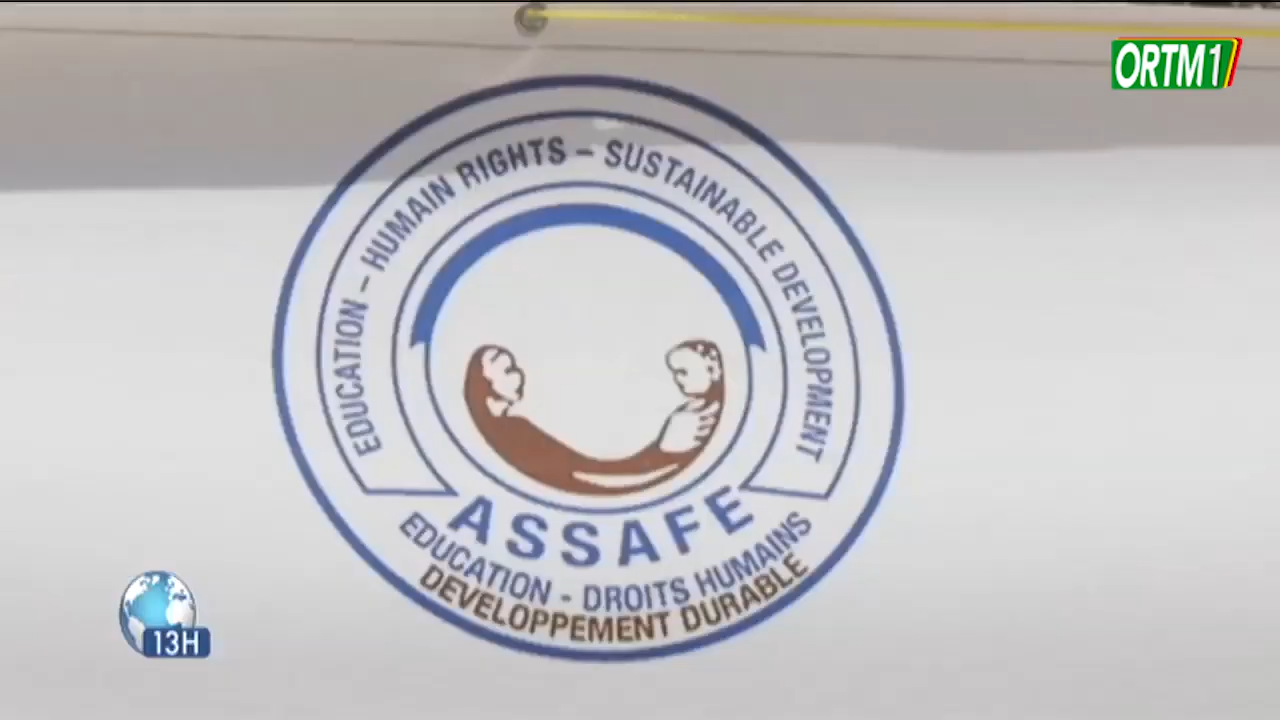 ORTM1
EDUCATION – HUMAIN RIGHTS – SUSTAINABLE DEVELOPMENT
ASSAFE
EDUCATION - DROITS HUMAINS
DEVELOPPEMENT DURABLE
13H